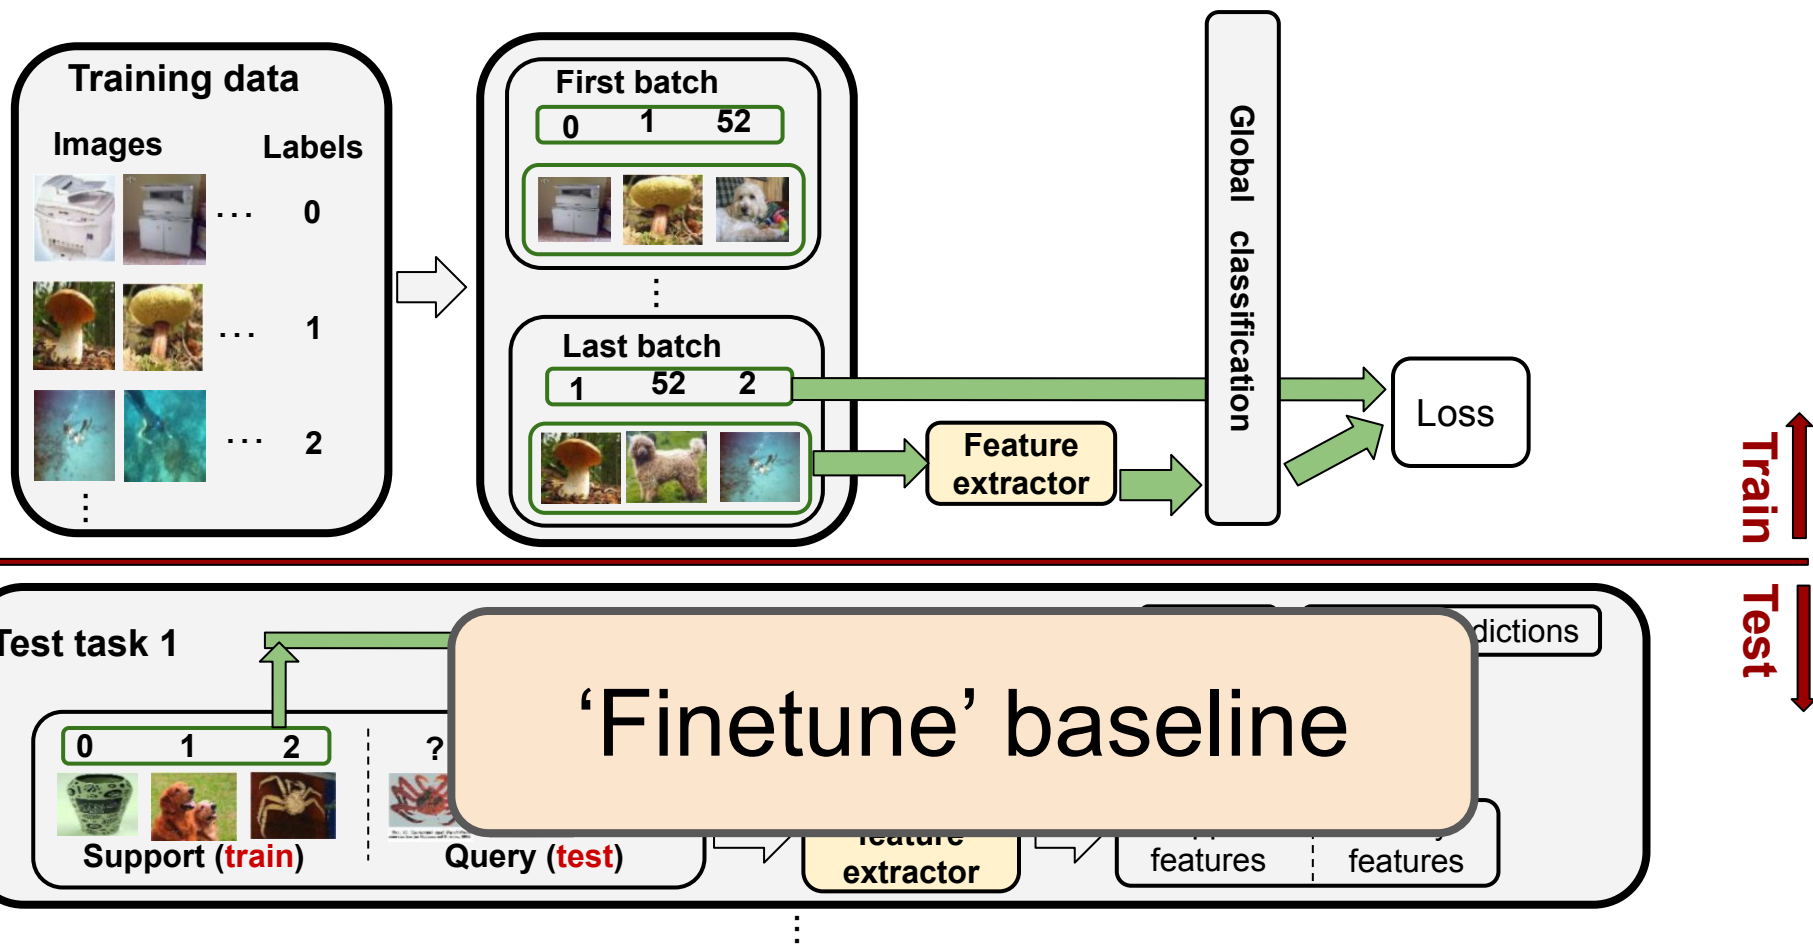 Training data
Images Labels
... 0
... 1
... 2
...
First batch
0 1 52
...
Last batch
1 52 2
Feature
extractor
Global classification
Loss
Train
Test
Test task 1
dictions
‘Finetune’ baseline
0 1 2 ?
Support (train) Query (test)
feature
extractor
features
features
...